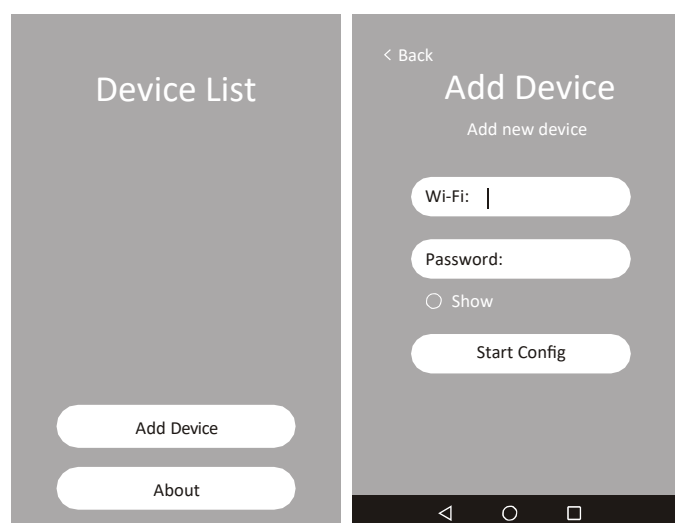 Device List
Add Device
About
< Back
Add Device
Add new device
Wi-Fi:
Password:
Show
Start Config